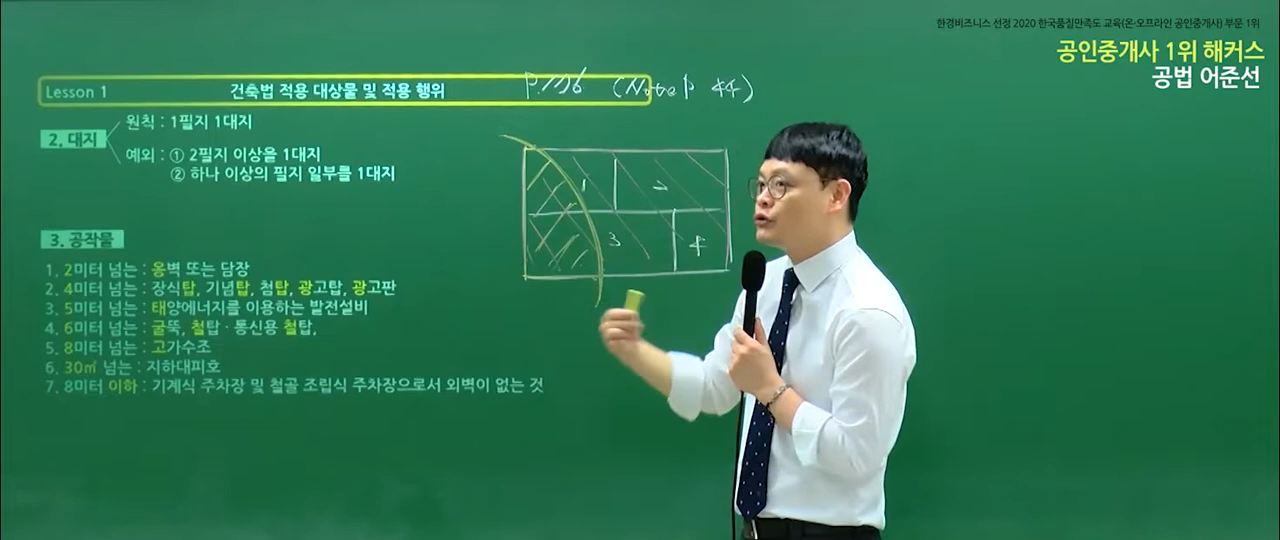 한경비즈니스 선정 2020 한국품질만족도 교육(온·오프라인 공인중개사) 부문 1위
공인중개사 1위 해커스
공법 어준선
Lesson 1 건축법 적용 대상물 및 적용 행위 P.106 (Note P 44)
2. 대지
원칙 : 1필지 1대지
예외 : ① 2필지 이상을 1대지
② 하나 이상의 필지 일부를 1대지
1 2
3 4
3. 공작물
1. 2미터 넘는 : 옹벽 또는 담장
2. 4미터 넘는 : 장식탑, 기념탑, 첨탑, 광고탑, 광고판
3. 5미터 넘는 : 태양에너지를 이용하는 발전설비
4. 6미터 넘는 : 굴뚝, 철탑 · 통신용 철탑,
5. 8미터 넘는 : 고가수조
6. 30㎡ 넘는 : 지하대피호
7. 8미터 이하 : 기계식 주차장 및 철골 조립식 주차장으로서 외벽이 없는 것